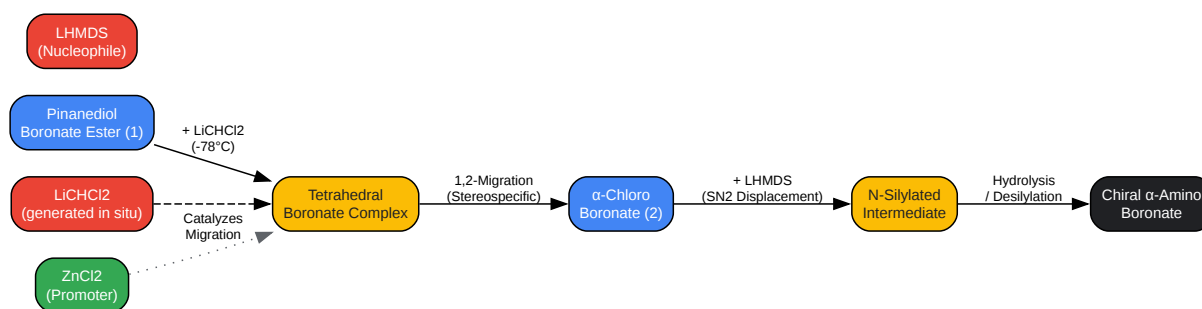 LHMDS
(Nucleophile)
Pinanediol
Boronate Ester (1)
+ LiCHCl2
(-78°C)
LiCHCl2
(generated in situ)
Catalyzes
Migration
ZnCl2
(Promoter)
Tetrahedral
Boronate Complex
1,2-Migration
(Stereospecific)
α-Chloro
Boronate (2)
+ LHMDS
(SN2 Displacement)
N-Silylated
Intermediate
Hydrolysis
/ Desilylation
Chiral α-Amino
Boronate